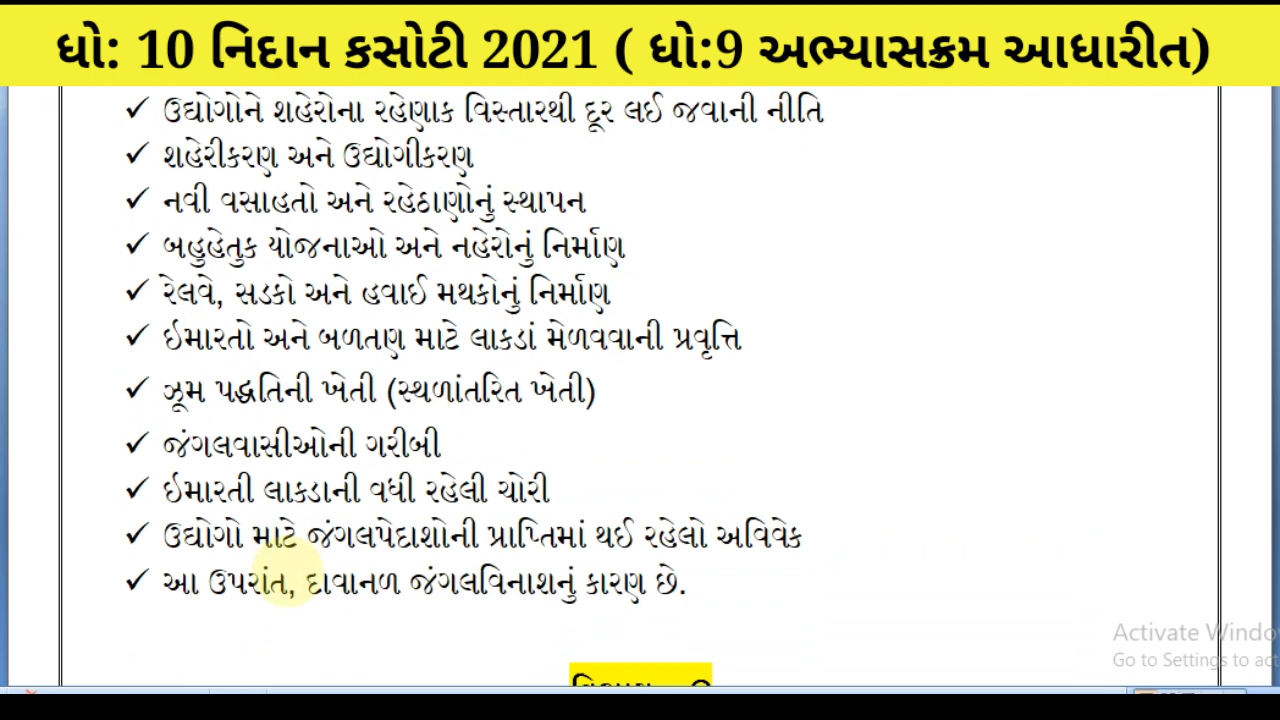 ધો: 10 નિદાન કસોટી 2021 ( ધો:9 અભ્યાસક્રમ આધારીત)
✓ ઉદ્યોગોને શહેરોના રહેણાક વિસ્તારથી દૂર લઈ જવાની નીતિ
✓ શહેરીકરણ અને ઉદ્યોગીકરણ
✓ નવી વસાહતો અને રહેઠાણોનું સ્થાપન
✓ બહુહેતુક યોજનાઓ અને નહેરોનું નિર્માણ
✓ રેલવે, સડકો અને હવાઈ મથકોનું નિર્માણ
✓ ઇમારતો અને બળતણ માટે લાકડાં મેળવવાની પ્રવૃત્તિ
✓ ઝૂમ પદ્ધતિની ખેતી (સ્થળાંતરિત ખેતી)
✓ જંગલવાસીઓની ગરીબી
✓ ઇમારતી લાકડાની વધી રહેલી ચોરી
✓ ઉદ્યોગો માટે જંગલપેદાશોની પ્રાપ્તિમાં થઈ રહેલો અવિવેક
✓ આ ઉપરાંત, દાવાનળ જંગલવિનાશનું કારણ છે.
Activate Windo
Go to Settings to act